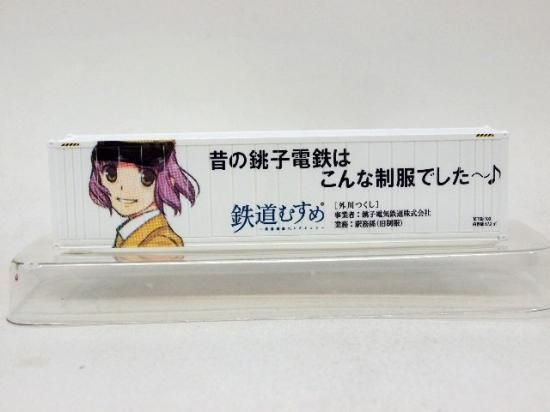 昔の銚子電鉄は
こんな制服でした〜♪
鉄道むすめ
［外川つくし］
事業者：銚子電気鉄道株式会社
業務：駅務係(旧制服)